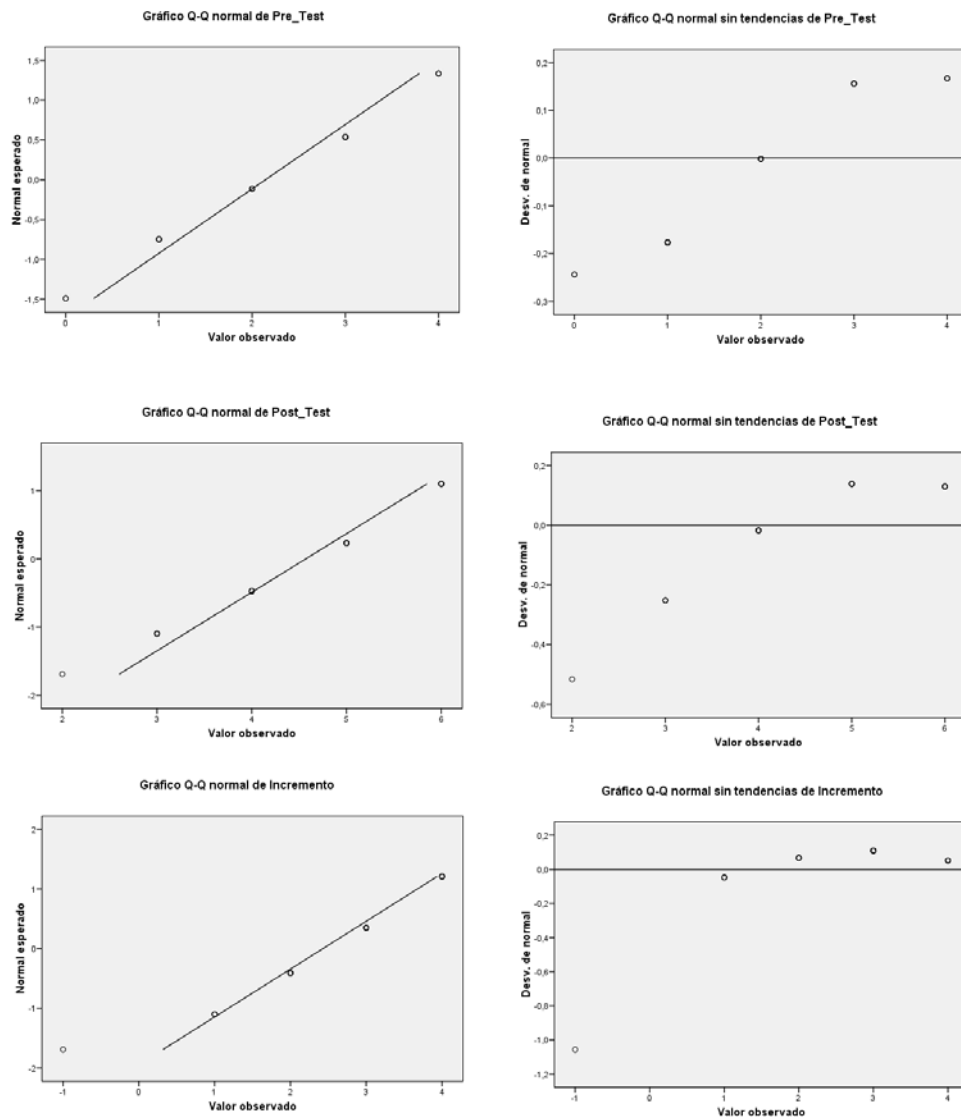 Gráfico Q-Q normal de Pre_Test
1,5
1,0
0,5
0,0
-0,5
-1,0
-1,5
Normal esperado
0 1 2 3 4
Valor observado
Gráfico Q-Q normal sin tendencias de Pre_Test
0,2
0,1
0,0
-0,1
-0,2
-0,3
Desv. de normal
0 1 2 3 4
Valor observado
Gráfico Q-Q normal de Post_Test
1
0
-1
-2
Normal esperado
2 3 4 5 6
Valor observado
Gráfico Q-Q normal sin tendencias de Post_Test
0,2
0,0
-0,2
-0,4
-0,6
Desv. de normal
2 3 4 5 6
Valor observado
Gráfico Q-Q normal de Incremento
2
1
0
-1
-2
Normal esperado
-1 0 1 2 3 4
Valor observado
Gráfico Q-Q normal sin tendencias de Incremento
0,2
0,0
-0,2
-0,4
-0,6
-0,8
-1,0
-1,2
Desv. de normal
-1 0 1 2 3 4
Valor observado